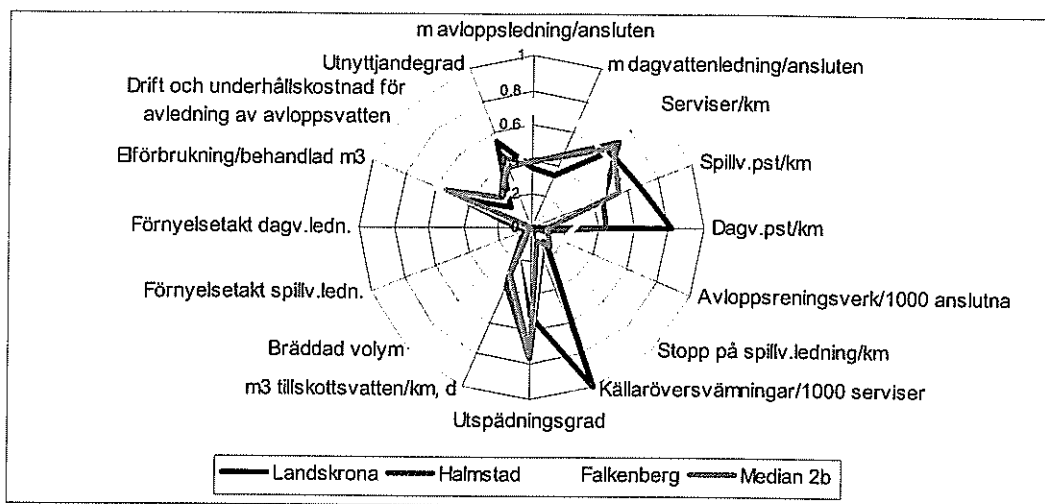 m avloppsledning/ansluten
m dagvattenledning/ansluten
Serviser/km
Spillv.pst/km
Dagv.pst/km
Avloppsreningsverk/1000 anslutna
Stopp på spillv.ledning/km
Källaröversvämningar/1000 serviser
Utspädningsgrad
m3 tillskottsvatten/km, d
Bräddad volym
Förnyelsetakt spillv.ledn.
Förnyelsetakt dagv.ledn.
Elförbrukning/behandlad m3
Drift och underhållskostnad för
avledning av avloppsvatten
Utnyttjandegrad
1
0,8
0,6
2
0
Landskrona Halmstad Falkenberg Median 2b